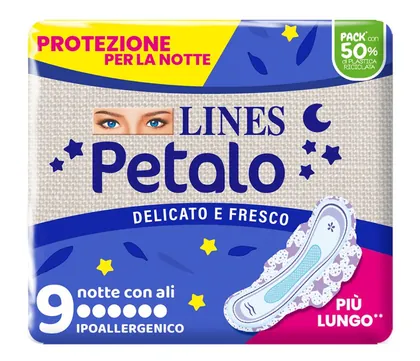 PROTEZIONE
PER LA NOTTE
PACK con
50%
di PLASTICA
RICICLATA
LINES
Petalo
DELICATO E FRESCO
9 notte con ali
IPOALLERGENICO
PIÙ
LUNGO**